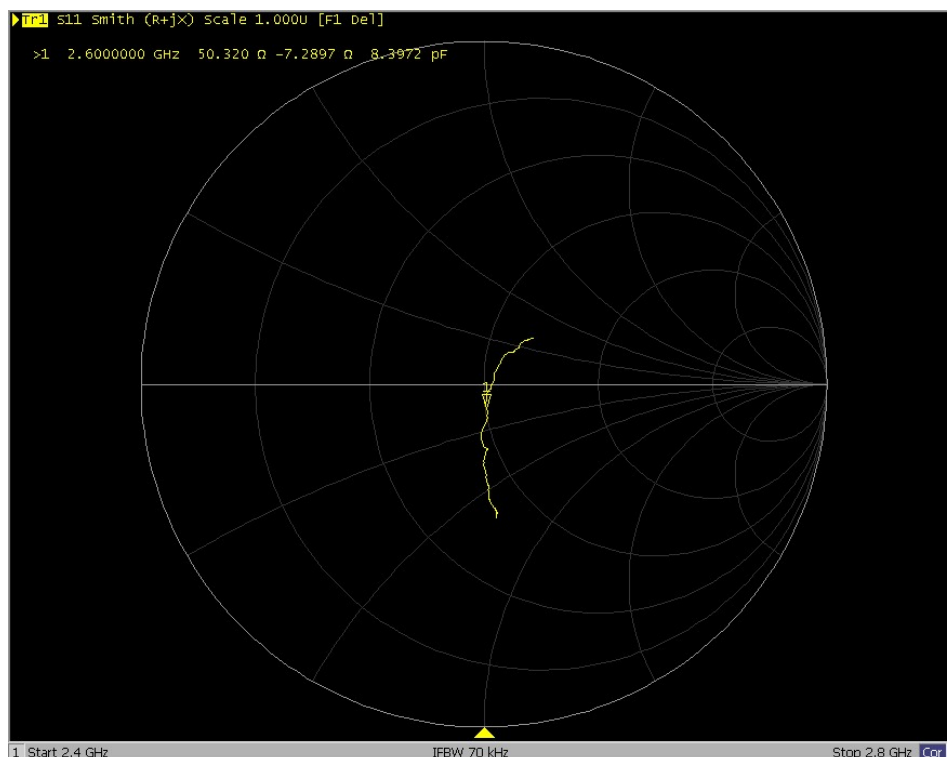 Tr1 S11 Smith (R+jX) Scale 1.000U [F1 Del]
>1 2.6000000 GHz 50.320 Ω -7.2897 Ω 8.3972 pF
1
1 Start 2.4 GHz IFBW 70 kHz Stop 2.8 GHz Cor